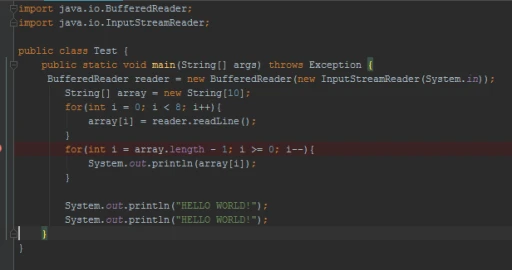 import java.io.BufferedReader;
import java.io.InputStreamReader;
public class Test {
public static void main(String[] args) throws Exception {
BufferedReader reader = new BufferedReader(new InputStreamReader(System.in));
String[] array = new String[10];
for(int i = 0; i < 8; i++){
array[i] = reader.readLine();
}
for(int i = array.length - 1; i >= 0; i--){
System.out.println(array[i]);
}
System.out.println("HELLO WORLD!");
System.out.println("HELLO WORLD!");
}
}